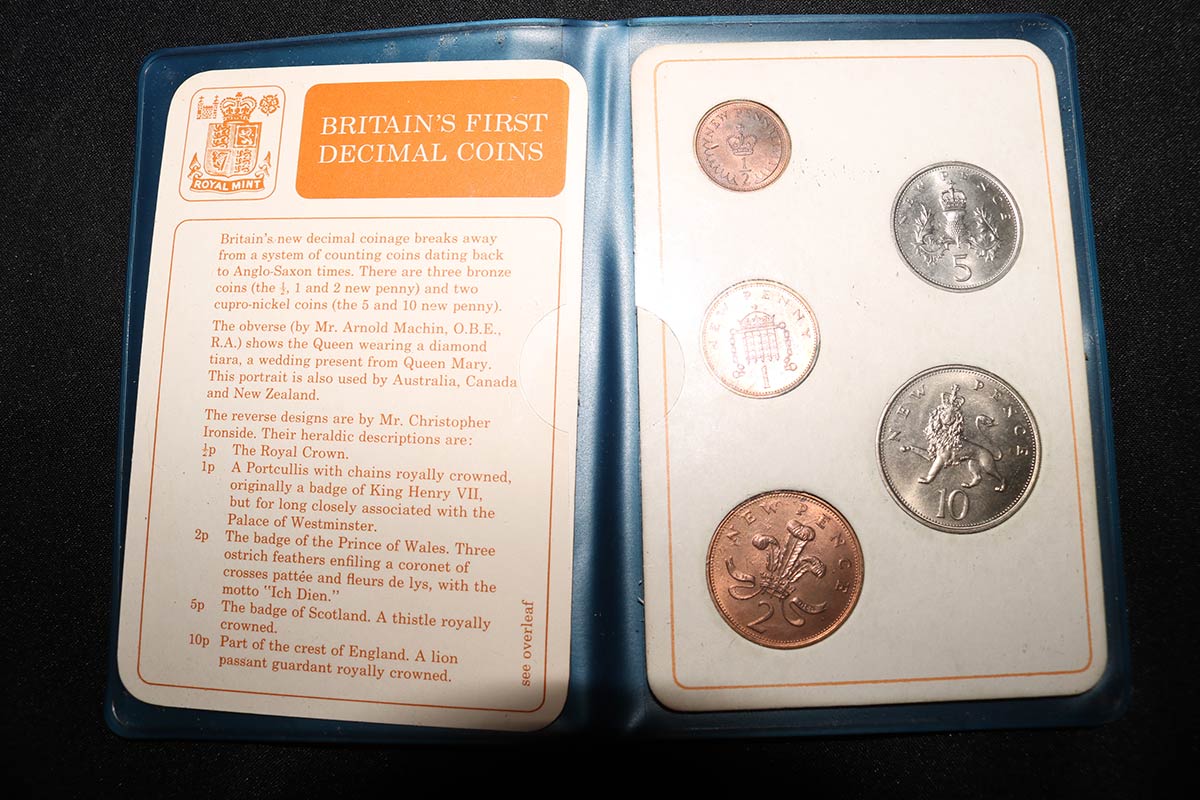 ROYAL MINT
BRITAIN'S FIRST
DECIMAL COINS
Britain's new decimal coinage breaks away
from a system of counting coins dating back
to Anglo-Saxon times. There are three bronze
coins (the ½, 1 and 2 new penny) and two
cupro-nickel coins (the 5 and 10 new penny).
The obverse (by Mr. Arnold Machin, O.B.E.,
R.A.) shows the Queen wearing a diamond
tiara, a wedding present from Queen Mary.
This portrait is also used by Australia, Canada
and New Zealand.
The reverse designs are by Mr. Christopher
Ironside. Their heraldic descriptions are:
½p The Royal Crown.
1p A Portcullis with chains royally crowned,
originally a badge of King Henry VII,
but for long closely associated with the
Palace of Westminster.
2p The badge of the Prince of Wales. Three
ostrich feathers enfiling a coronet of
crosses pattée and fleurs de lys, with the
motto "Ich Dien."
5p The badge of Scotland. A thistle royally
crowned.
10p Part of the crest of England. A lion
passant guardant royally crowned.
see overleaf
NEW PENNY
½
NEW PENCE
5
NEW PENNY
1
NEW PENCE
10
NEW PENCE
2